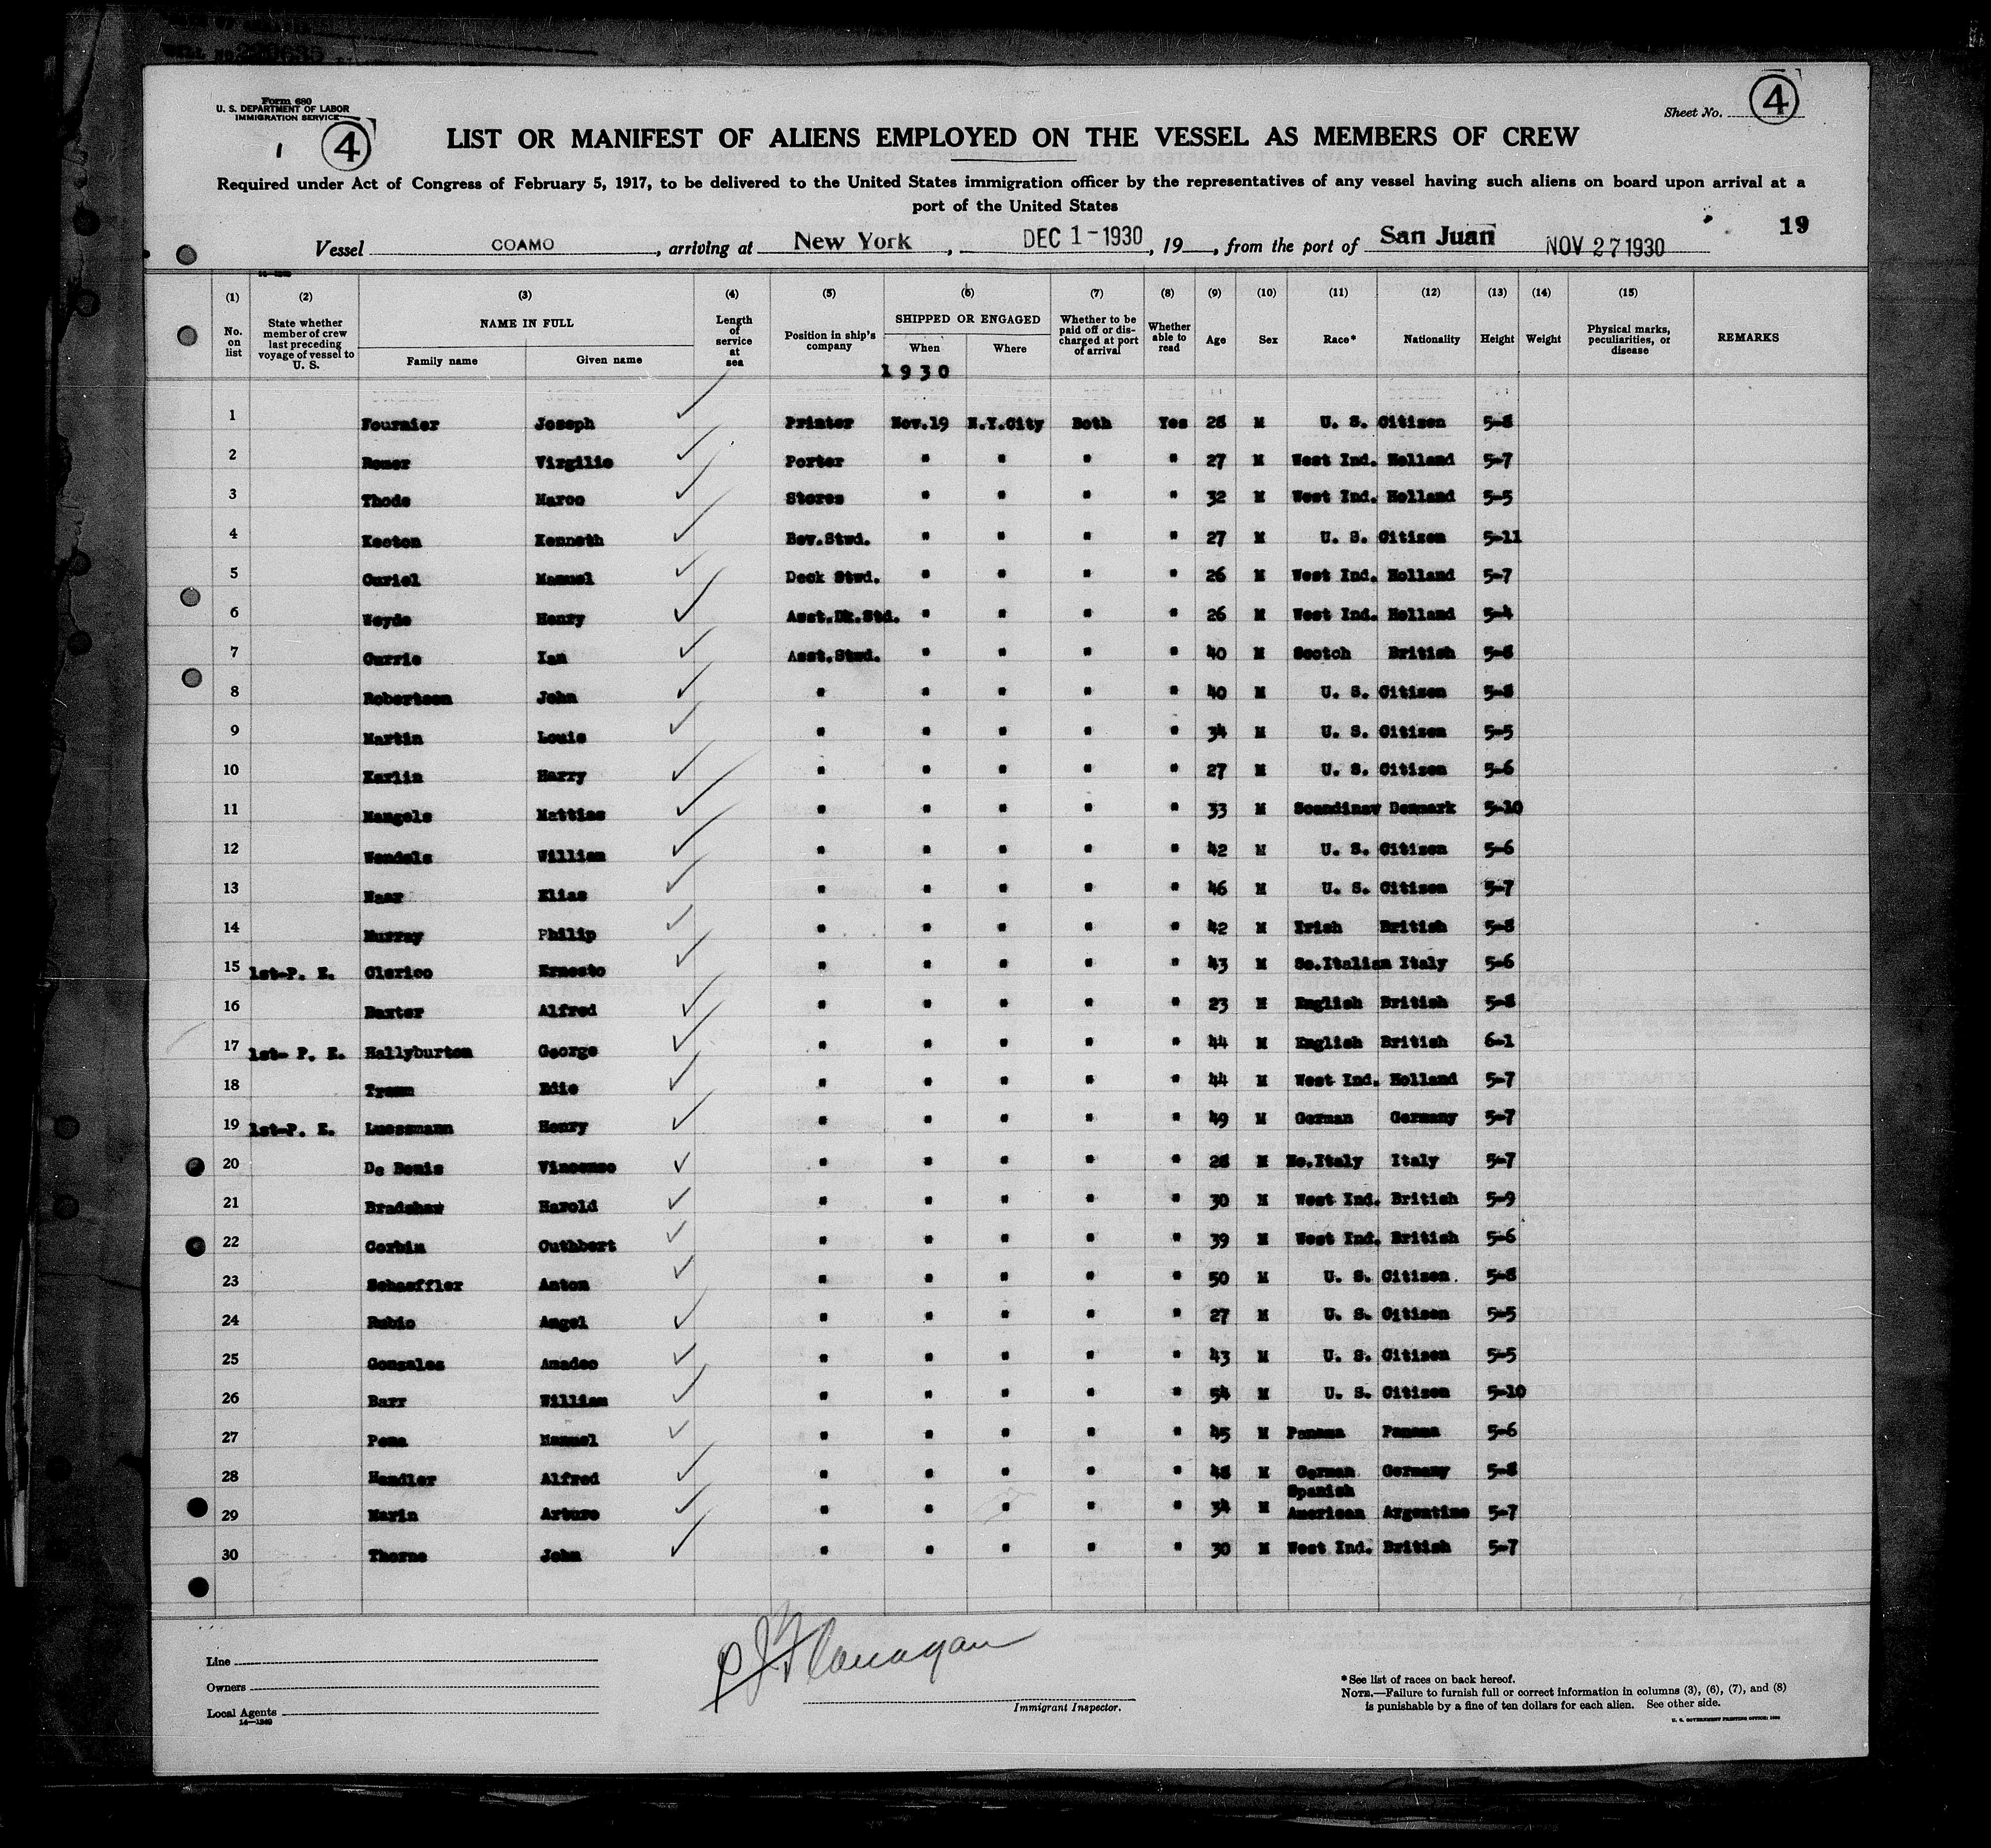 Form 680
U. S. DEPARTMENT OF LABOR
IMMIGRATION SERVICE
1 4
Sheet No. 4
LIST OR MANIFEST OF ALIENS EMPLOYED ON THE VESSEL AS MEMBERS OF CREW
Required under Act of Congress of February 5, 1917, to be delivered to the United States immigration officer by the representatives of any vessel having such aliens on board upon arrival at a
port of the United States
19
Vessel COAMO, arriving at New York, DEC 1-1930, 19, from the port of San Juan NOV 27 1930
(1) (2) (3) (4) (5) (6) (7) (8) (9) (10) (11) (12) (13) (14) (15)
No. on list State whether member of crew last preceding voyage of vessel to U. S. NAME IN FULL Family name Given name Length of service at sea Position in ship's company SHIPPED OR ENGAGED When Where Whether to be paid off or discharged at port of arrival Whether able to read Age Sex Race* Nationality Height Weight Physical marks, peculiarities, or disease REMARKS
1930
1 Fournier Joseph Printer Nov.19 N.Y.City Both Yes 28 M U. S. Citizen 5-8
2 Romer Virgilio Porter " " " " 27 M West Ind. Holland 5-7
3 Thode Marco Stores " " " " 32 M West Ind. Holland 5-5
4 Keeton Kenneth Bev.Stwd. " " " " 27 M U. S. Citizen 5-11
5 Curiel Manuel Deck Stwd. " " " " 26 M West Ind. Holland 5-7
6 Weyde Henry Asst.Dk.Std. " " " " 26 M West Ind. Holland 5-4
7 Currie Ian Asst.Stwd. " " " " 40 M Scotch British 5-8
8 Robertson John " " " " " 40 M U. S. Citizen 5-8
9 Martin Louis " " " " " 34 M U. S. Citizen 5-5
10 Karlin Harry " " " " " 27 M U. S. Citizen 5-6
11 Mangels Mattias " " " " " 33 M Scandinav Denmark 5-10
12 Wendels William " " " " " 42 M U. S. Citizen 5-6
13 Haar Elias " " " " " 46 M U. S. Citizen 5-7
14 Murray Philip " " " " " 42 M Irish British 5-8
15 1st-P. E. Clerico Ernesto " " " " " 43 M So.Italian Italy 5-6
16 Baxter Alfred " " " " " 23 M English British 5-8
17 1st- P. E. Hallyburton George " " " " " 44 M English British 6-1
18 Edie " " " " " 44 M West Ind. Holland 5-7
19 1st-P. E. Luessmann Henry " " " " " 49 M German Germany 5-7
20 De Benis Vincenso " " " " " 28 M No.Italy Italy 5-7
21 Bradshaw Harold " " " " " 30 M West Ind. British 5-9
22 Corbin Cuthbert " " " " " 39 M West Ind. British 5-6
23 Schaeffler Anton " " " " " 50 M U. S. Citizen. 5-8
24 Rubio Angel " " " " " 27 M U. S. Citizen 5-5
25 Gonzales Amadeo " " " " " 43 M U. S. Citizen 5-5
26 Barr William " " " " " 54 M U. S. Citizen 5-10
27 Pena Manuel " " " " " 45 M Panama Panama 5-6
28 Handler Alfred " " " " " 48 M German Germany 5-8
29 Marin Arturo " " " " " 34 M Spanish American Argentine 5-7
30 Thorne John " " " " " 30 M West Ind. British 5-7
P J Flanagan
Line
Owners
Local Agents
14—1240
Immigrant Inspector.
*See list of races on back hereof.
NOTE.—Failure to furnish full or correct information in columns (3), (6), (7), and (8)
is punishable by a fine of ten dollars for each alien. See other side.